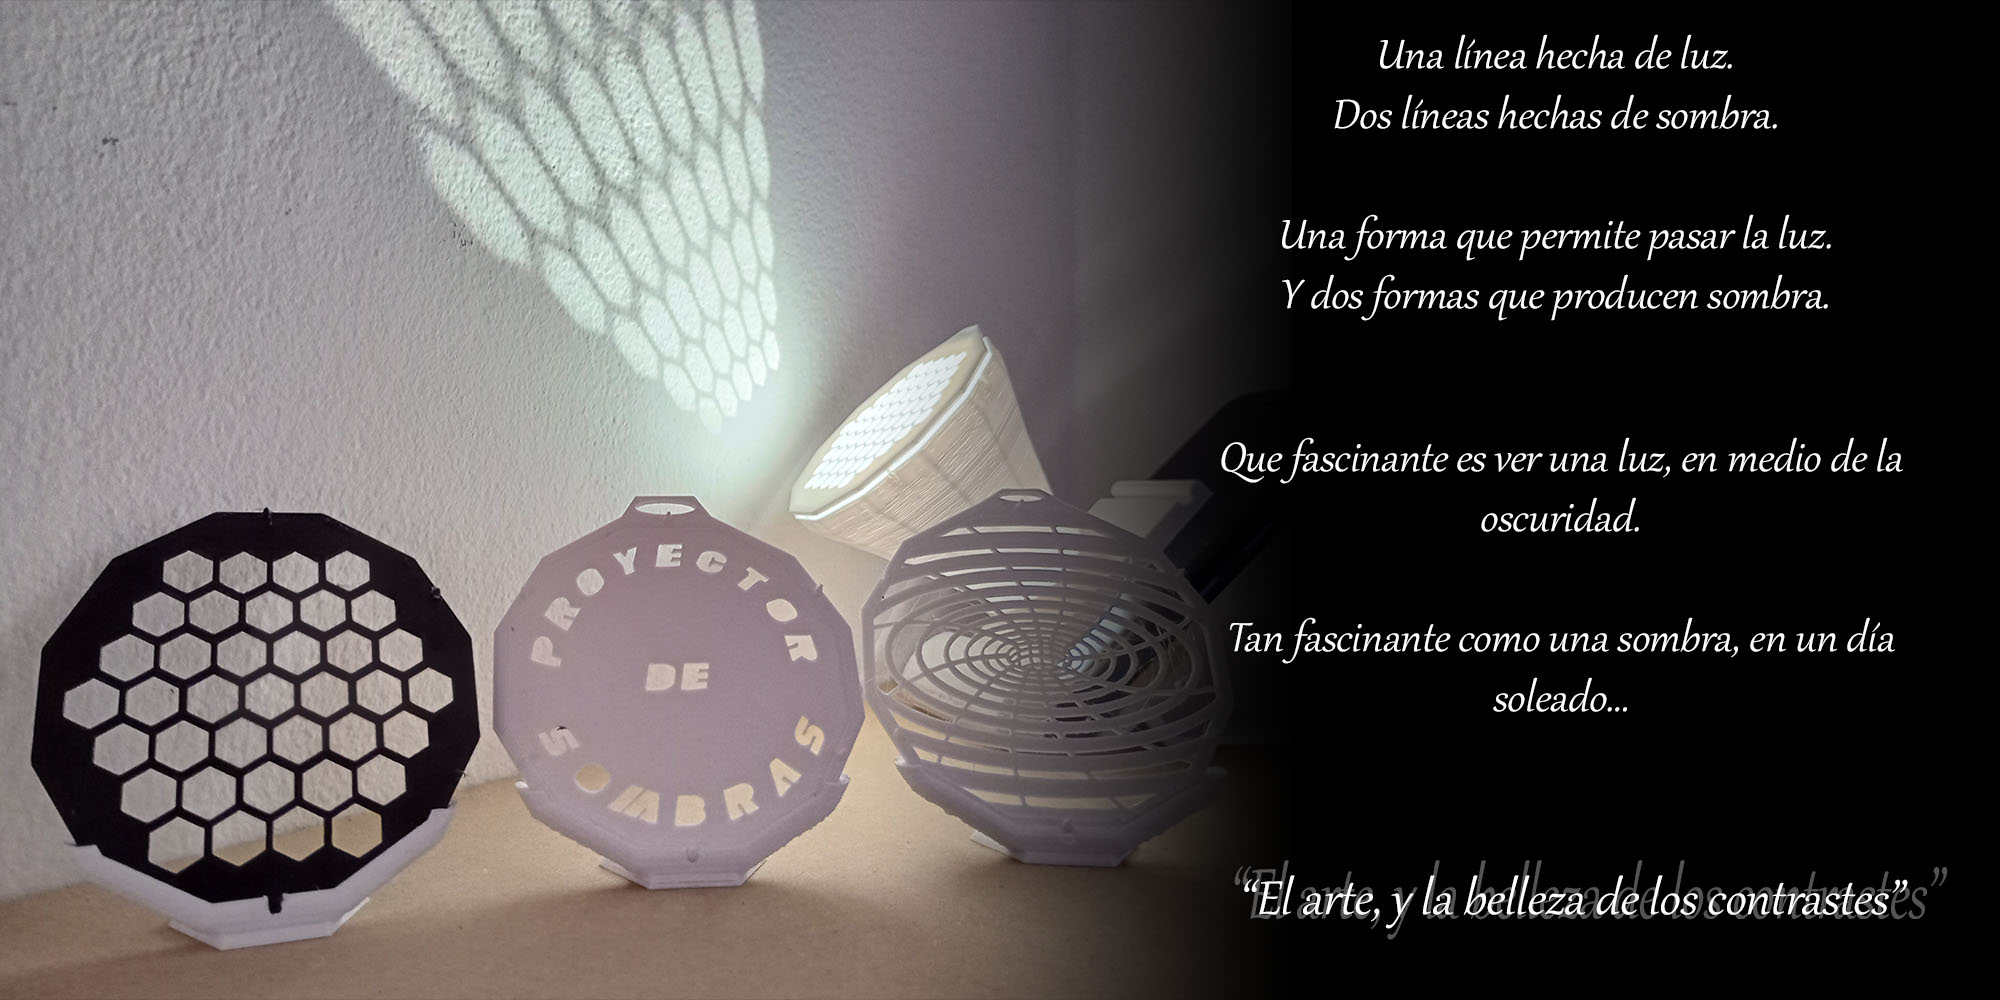 Una línea hecha de luz.
Dos líneas hechas de sombra.
Una forma que permite pasar la luz.
Y dos formas que producen sombra.
Que fascinante es ver una luz, en medio de la
oscuridad.
Tan fascinante como una sombra, en un día
soleado...
“El arte, y la belleza de los contrastes”
PROYECTOR
DE
SOMBRAS